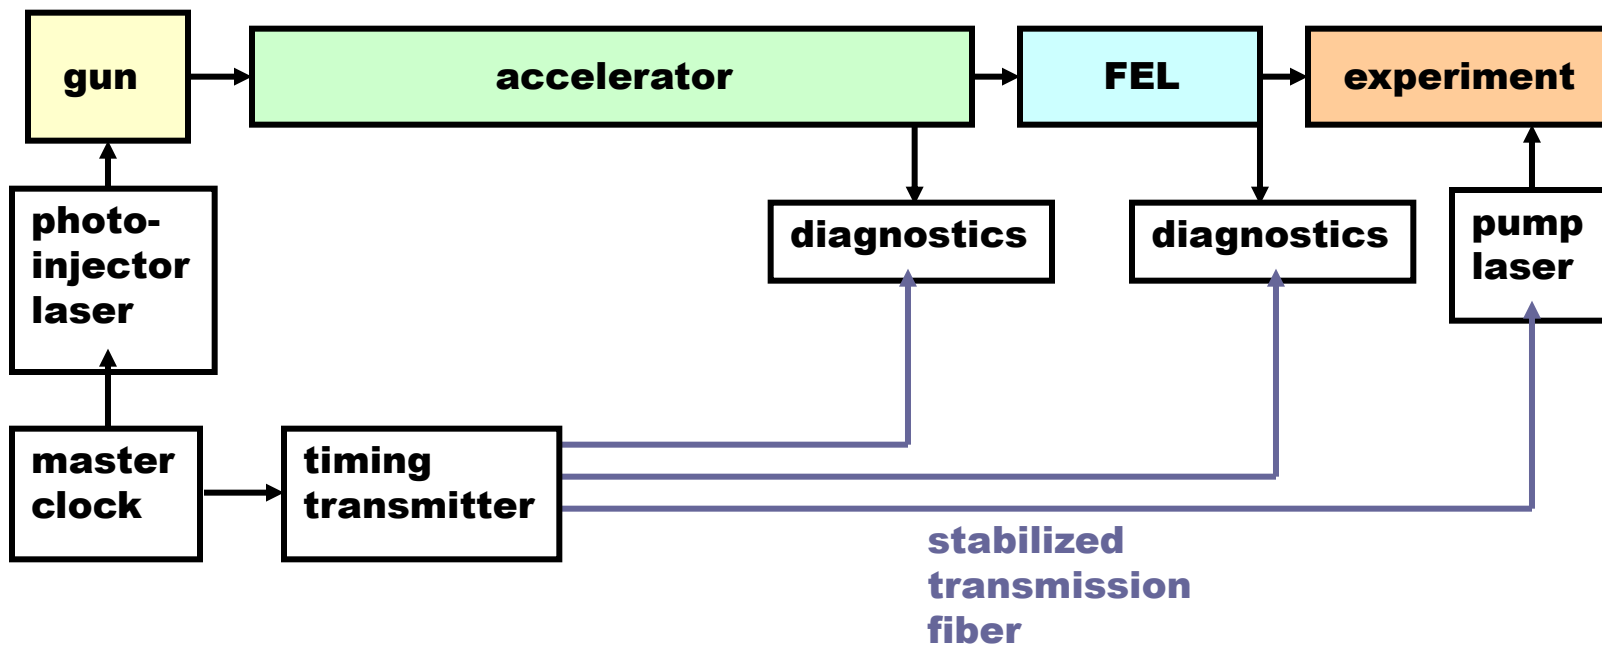 gun
accelerator
FEL
experiment
photo-
injector
laser
diagnostics
diagnostics
pump
laser
master
clock
timing
transmitter
stabilized
transmission
fiber